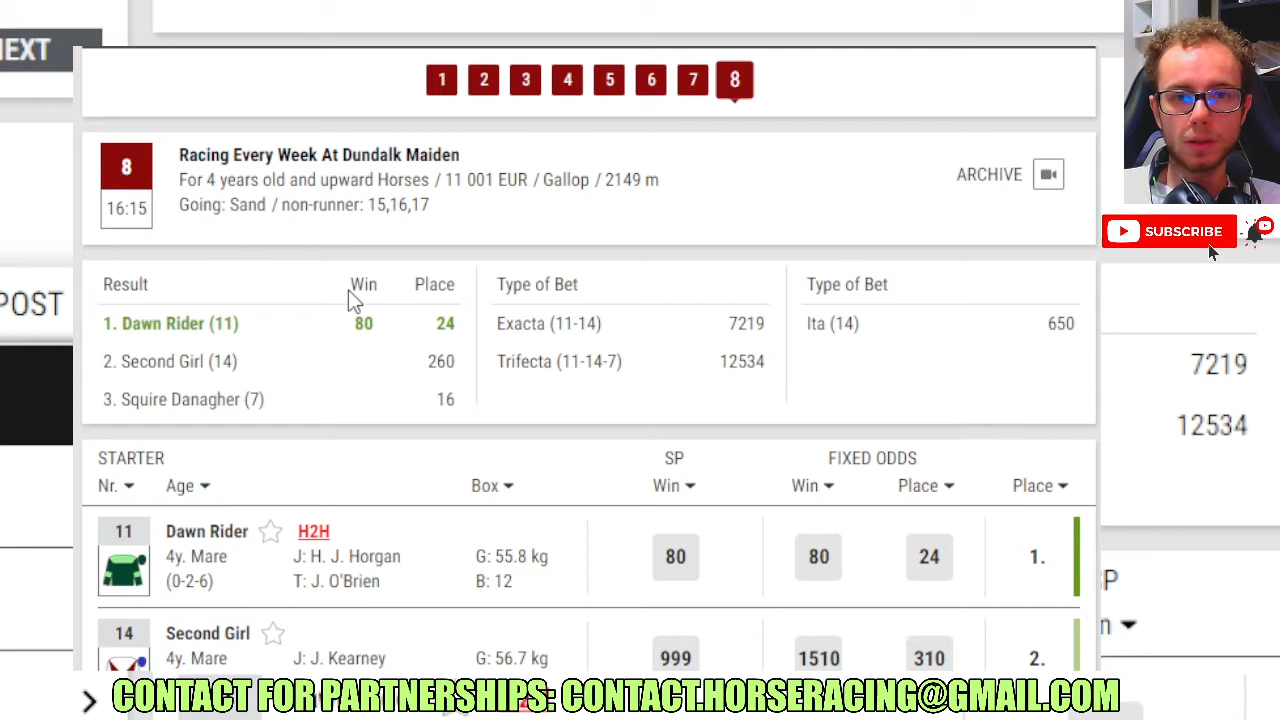 NEXT
1 2 3 4 5 6 7 8
8
16:15
Racing Every Week At Dundalk Maiden
For 4 years old and upward Horses / 11 001 EUR / Gallop / 2149 m
Going: Sand / non-runner: 15,16,17
ARCHIVE
SUBSCRIBE
Result Win Place
1. Dawn Rider (11) 80 24
2. Second Girl (14) 260
3. Squire Danagher (7) 16
Type of Bet
Exacta (11-14) 7219
Trifecta (11-14-7) 12534
Type of Bet
Ita (14) 650
POST
7219
12534
STARTER SP FIXED ODDS
Nr. Age Box Win Win Place Place
11 Dawn Rider H2H
4y. Mare J: H. J. Horgan G: 55.8 kg 80 80 24 1.
(0-2-6) T: J. O'Brien B: 12
14 Second Girl
4y. Mare J: J. Kearney G: 56.7 kg 999 1510 310 2.
CONTACT FOR PARTNERSHIPS: CONTACT.HORSERACING@GMAIL.COM